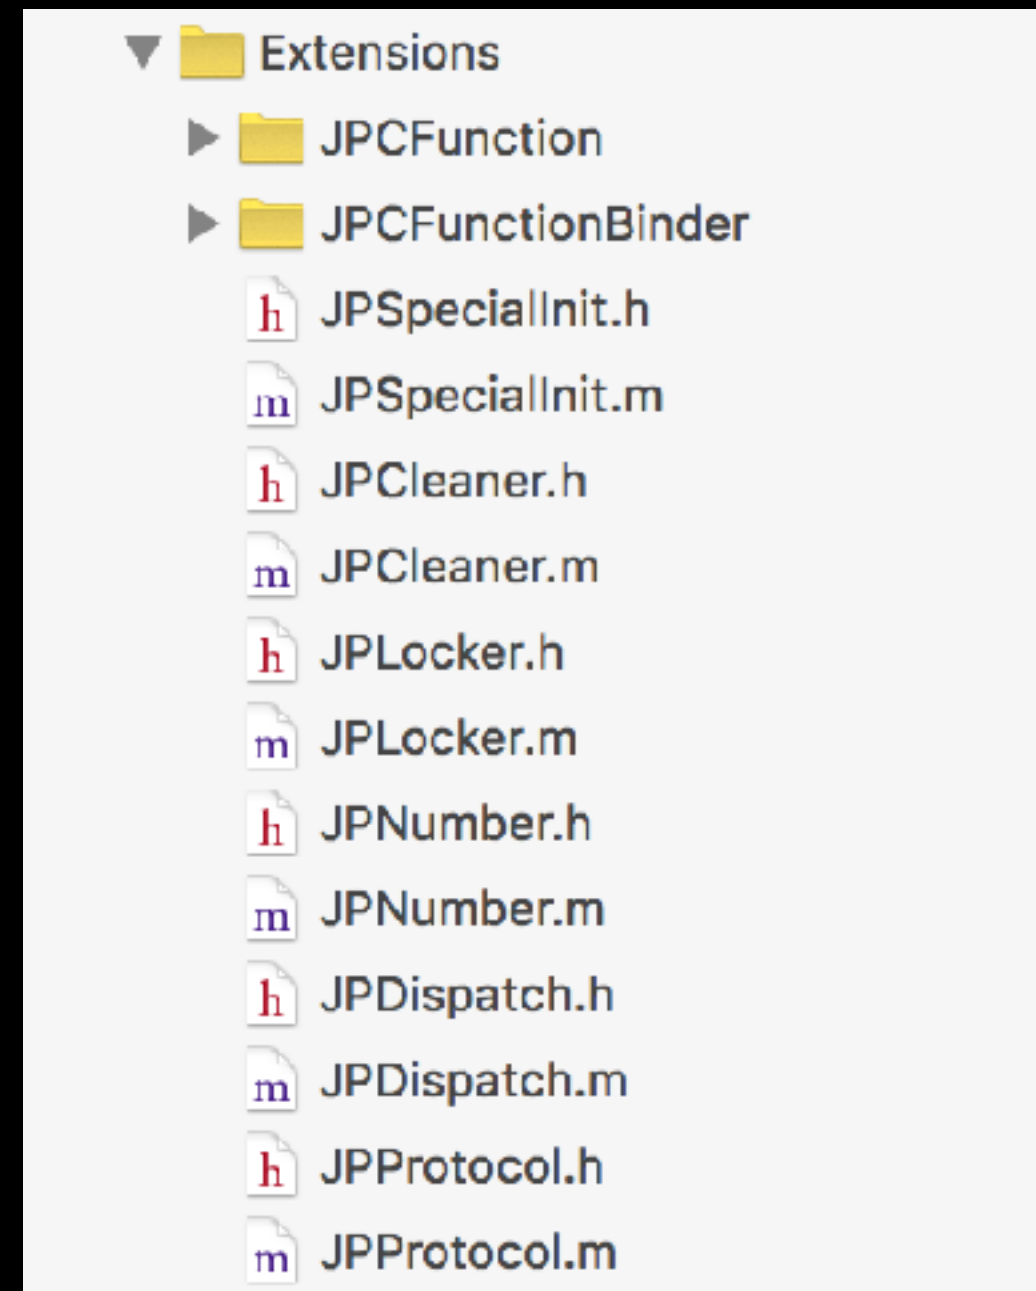 Extensions
JPCFunction
JPCFunctionBinder
h JPSpecialInit.h
m JPSpecialInit.m
h JPCleaner.h
m JPCleaner.m
h JPLocker.h
m JPLocker.m
h JPNumber.h
m JPNumber.m
h JPDispatch.h
m JPDispatch.m
h JPProtocol.h
m JPProtocol.m